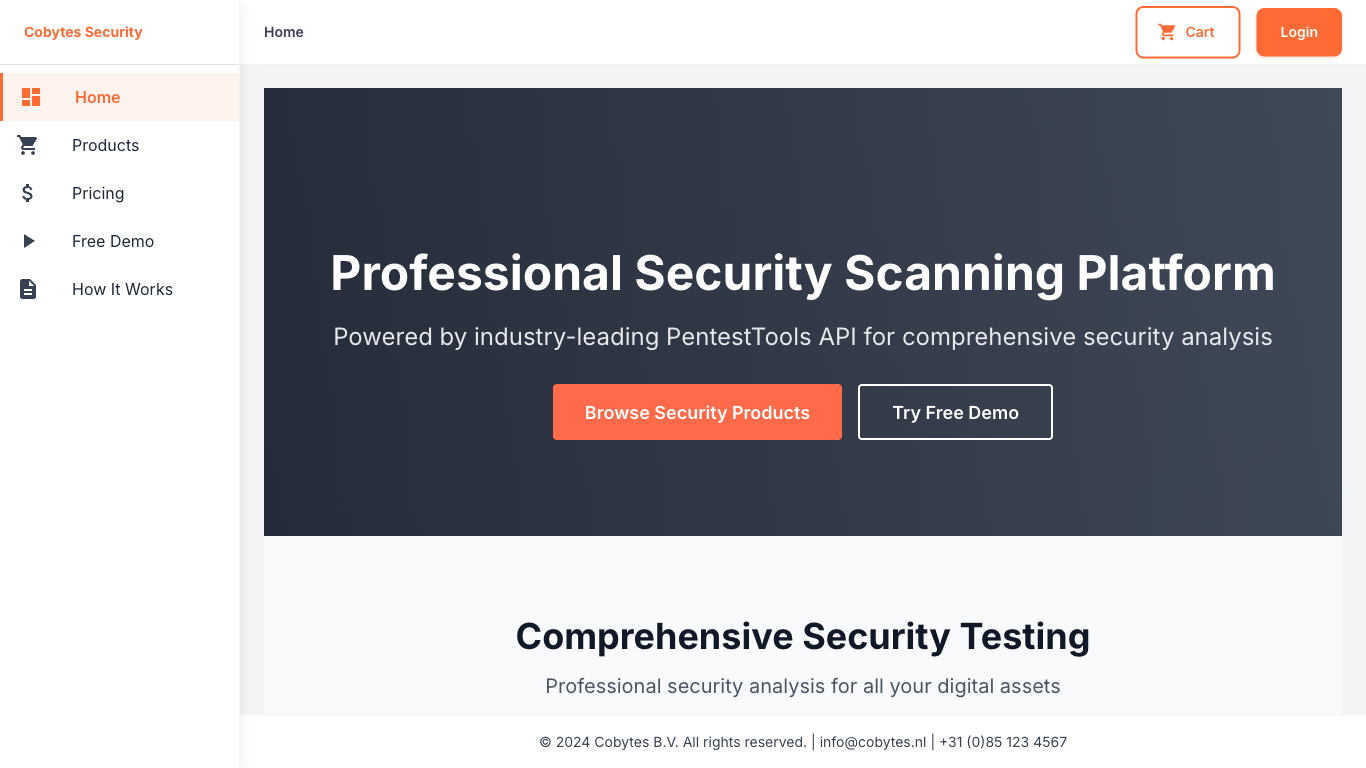 Cobytes Security
Home
Cart
Login
Home
Products
Pricing
Free Demo
How It Works
Professional Security Scanning Platform
Powered by industry-leading PentestTools API for comprehensive security analysis
Browse Security Products
Try Free Demo
Comprehensive Security Testing
Professional security analysis for all your digital assets
© 2024 Cobytes B.V. All rights reserved. | info@cobytes.nl | +31 (0)85 123 4567